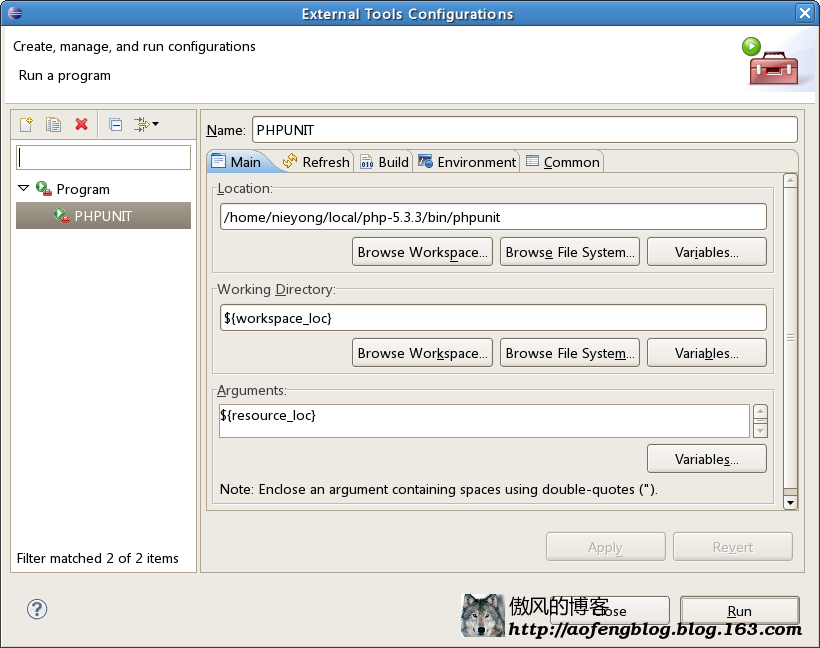 External Tools Configurations
Create, manage, and run configurations
Run a program
Name: PHPUNIT
Main Refresh Build Environment Common
Program
PHPUNIT
Filter matched 2 of 2 items
Location:
/home/nieyong/local/php-5.3.3/bin/phpunit
Browse Workspace... Browse File System... Variables...
Working Directory:
${workspace_loc}
Browse Workspace... Browse File System... Variables...
Arguments:
${resource_loc}
Variables...
Note: Enclose an argument containing spaces using double-quotes (").
Apply Revert
Close Run
傲风的博客
http://aofengblog.blog.163.com